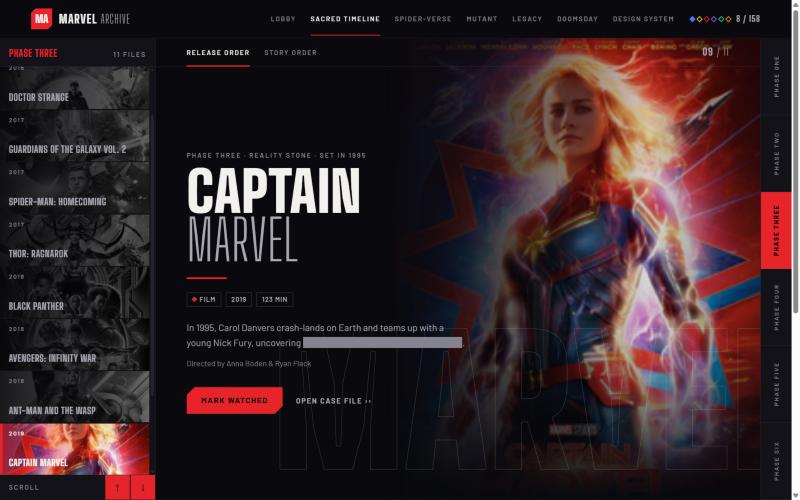 MA MARVEL ARCHIVE
LOBBY SACRED TIMELINE SPIDER-VERSE MUTANT LEGACY DOOMSDAY DESIGN SYSTEM 8 / 158
PHASE THREE 11 FILES
RELEASE ORDER STORY ORDER
09 / 11
2016
DOCTOR STRANGE
2017
GUARDIANS OF THE GALAXY VOL. 2
2017
SPIDER-MAN: HOMECOMING
2017
THOR: RAGNAROK
2018
BLACK PANTHER
2018
AVENGERS: INFINITY WAR
2018
ANT-MAN AND THE WASP
2019
CAPTAIN MARVEL
SCROLL ↑ ↓
PHASE THREE · REALITY STONE · SET IN 1995
CAPTAIN
MARVEL
FILM 2019 123 MIN
In 1995, Carol Danvers crash-lands on Earth and teams up with a
young Nick Fury, uncovering
Directed by Anna Boden & Ryan Fleck
MARK WATCHED OPEN CASE FILE ››
MARVEL
CAPTAIN
PHASE ONE
PHASE TWO
PHASE THREE
PHASE FOUR
PHASE FIVE
PHASE SIX